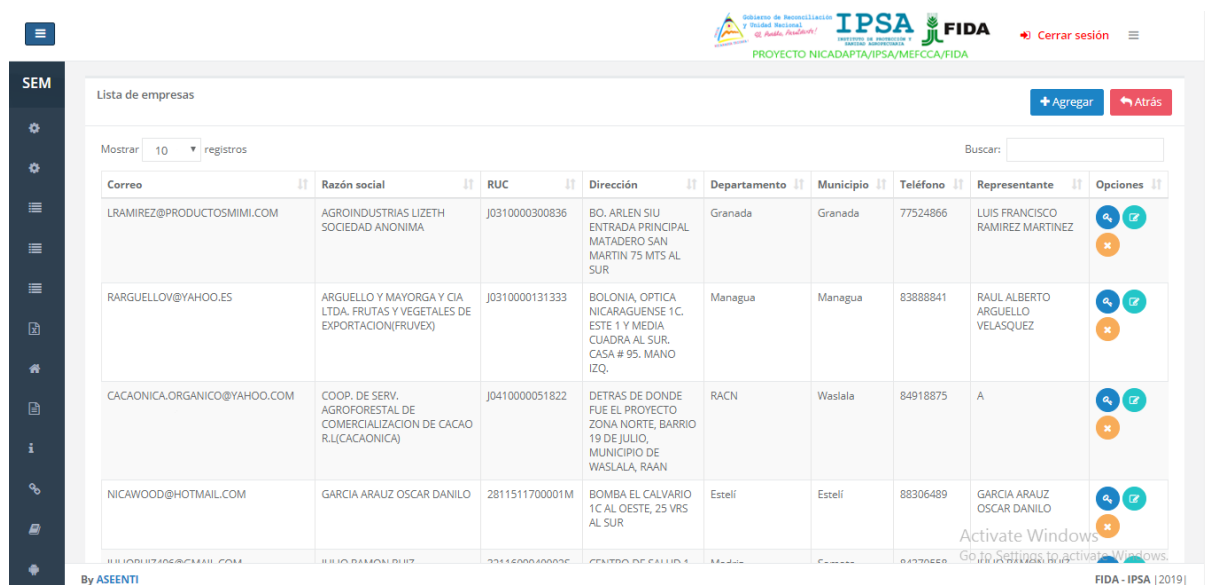 Gobierno de Reconciliación
y Unidad Nacional
El Pueblo, Presidente!
IPSA
INSTITUTO DE PROTECCIÓN Y
SANIDAD AGROPECUARIA
FIDA
PROYECTO NICADAPTA/IPSA/MEFCCA/FIDA
Cerrar sesión
SEM
Lista de empresas
Agregar
Atrás
Mostrar 10 registros
Buscar:
Correo Razón social RUC Dirección Departamento Municipio Teléfono Representante Opciones
LRAMIREZ@PRODUCTOSMIMI.COM AGROINDUSTRIAS LIZETH J0310000300836 BO. ARLEN SIU Granada Granada 77524866 LUIS FRANCISCO
SOCIEDAD ANONIMA ENTRADA PRINCIPAL RAMIREZ MARTINEZ
MATADERO SAN
MARTIN 75 MTS AL
SUR
RARGUELLOV@YAHOO.ES ARGUELLO Y MAYORGA Y CIA J0310000131333 BOLONIA, OPTICA Managua Managua 83888841 RAUL ALBERTO
LTDA. FRUTAS Y VEGETALES DE NICARAGUENSE 1C. ARGUELLO
EXPORTACION(FRUVEX) ESTE 1 Y MEDIA VELASQUEZ
CUADRA AL SUR.
CASA # 95. MANO
IZQ.
CACAONICA.ORGANICO@YAHOO.COM COOP. DE SERV. J0410000051822 DETRAS DE DONDE RACN Waslala 84918875 A
AGROFORESTAL DE FUE EL PROYECTO
COMERCIALIZACION DE CACAO ZONA NORTE, BARRIO
R.L(CACAONICA) 19 DE JULIO,
MUNICIPIO DE
WASLALA, RAAN
NICAWOOD@HOTMAIL.COM GARCIA ARAUZ OSCAR DANILO 2811511700001M BOMBA EL CALVARIO Estelí Estelí 88306489 GARCIA ARAUZ
1C AL OESTE, 25 VRS OSCAR DANILO
AL SUR
Activate Windows
Go to Settings to activate Windows.
By ASEENTI
FIDA - IPSA |2019|